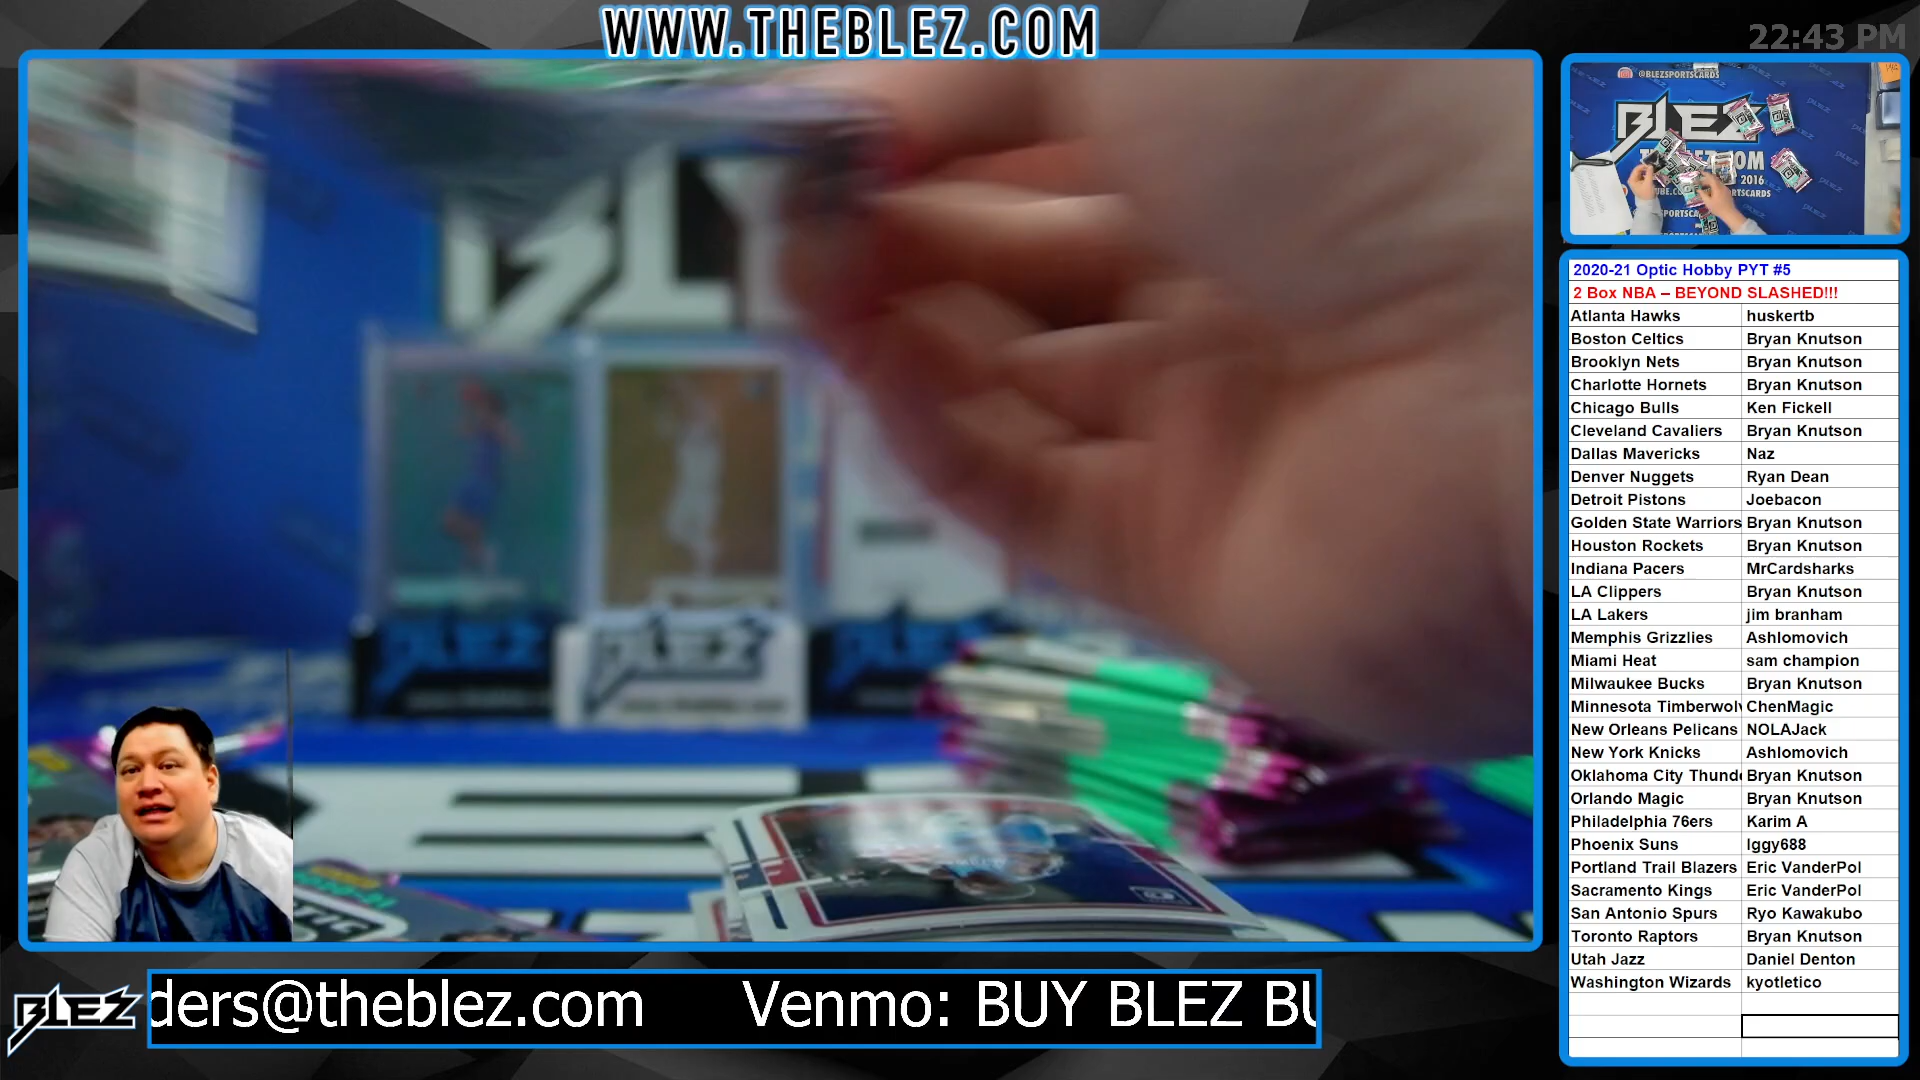 WWW.THEBLEZ.COM
22:43 PM
@BLEZSPORTSCARDS
BLEZ
2016
2020-21 Optic Hobby PYT #5
2 Box NBA – BEYOND SLASHED!!!
Atlanta Hawks huskertb
Boston Celtics Bryan Knutson
Brooklyn Nets Bryan Knutson
Charlotte Hornets Bryan Knutson
Chicago Bulls Ken Fickell
Cleveland Cavaliers Bryan Knutson
Dallas Mavericks Naz
Denver Nuggets Ryan Dean
Detroit Pistons Joebacon
Golden State Warriors Bryan Knutson
Houston Rockets Bryan Knutson
Indiana Pacers MrCardsharks
LA Clippers Bryan Knutson
LA Lakers jim branham
Memphis Grizzlies Ashlomovich
Miami Heat sam champion
Milwaukee Bucks Bryan Knutson
Minnesota Timberwolv ChenMagic
New Orleans Pelicans NOLAJack
New York Knicks Ashlomovich
Oklahoma City Thunde Bryan Knutson
Orlando Magic Bryan Knutson
Philadelphia 76ers Karim A
Phoenix Suns Iggy688
Portland Trail Blazers Eric VanderPol
Sacramento Kings Eric VanderPol
San Antonio Spurs Ryo Kawakubo
Toronto Raptors Bryan Knutson
Utah Jazz Daniel Denton
Washington Wizards kyotletico
BLEZ BLEZ BLEZ
BLEZ
ders@theblez.com Venmo: BUY BLEZ BU